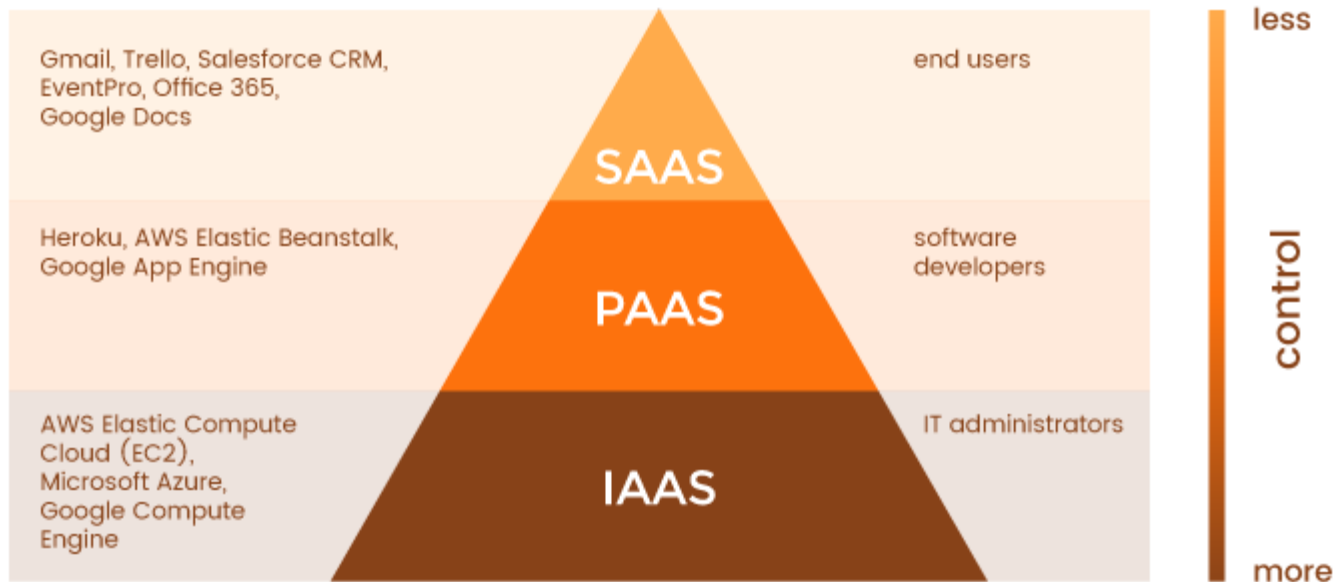 Gmail, Trello, Salesforce CRM,
EventPro, Office 365,
Google Docs
SAAS
end users
Heroku, AWS Elastic Beanstalk,
Google App Engine
PAAS
software
developers
AWS Elastic Compute
Cloud (EC2),
Microsoft Azure,
Google Compute
Engine
IAAS
IT administrators
less
control
more